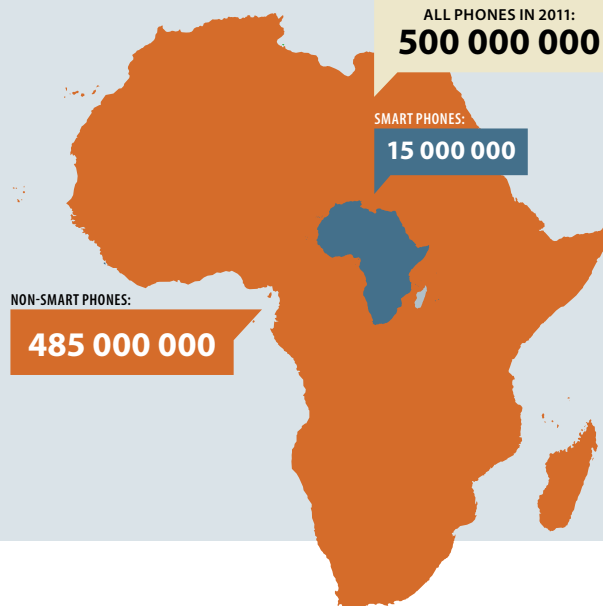 ALL PHONES IN 2011:
500 000 000
SMART PHONES:
15 000 000
NON-SMART PHONES:
485 000 000